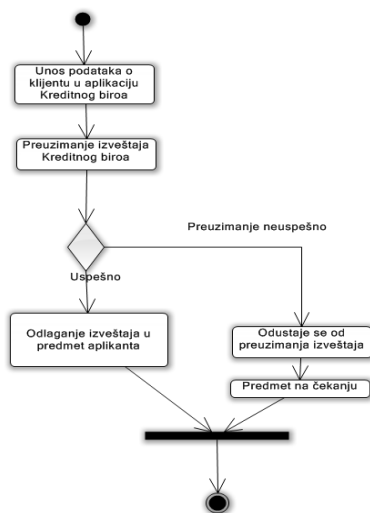 Unos podataka o
klijentu u aplikaciju
Kreditnog biroa
Preuzimanje izveštaja
Kreditnog biroa
Preuzimanje neuspešno
Uspešno
Odlaganje izveštaja u
predmet aplikanta
Odustaje se od
preuzimanja izveštaja
Predmet na čekanju